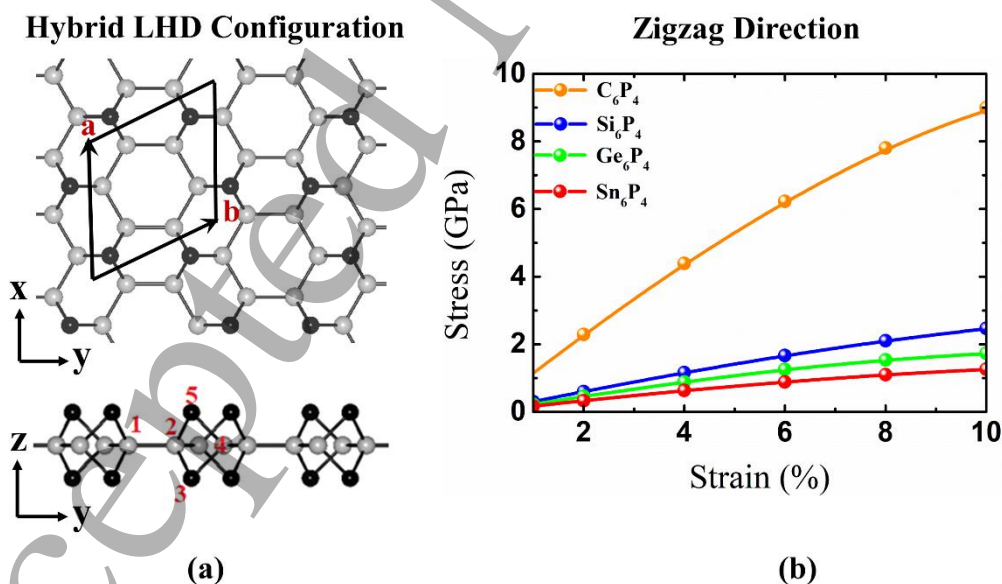 Hybrid LHD Configuration
a
b
x
y
z
5
1
2
4
3
y
(a)
Zigzag Direction
Stress (GPa)
10
8
6
4
2
0
C₆P₄
Si₆P₄
Ge₆P₄
Sn₆P₄
2 4 6 8 10
Strain (%)
(b)
cepted